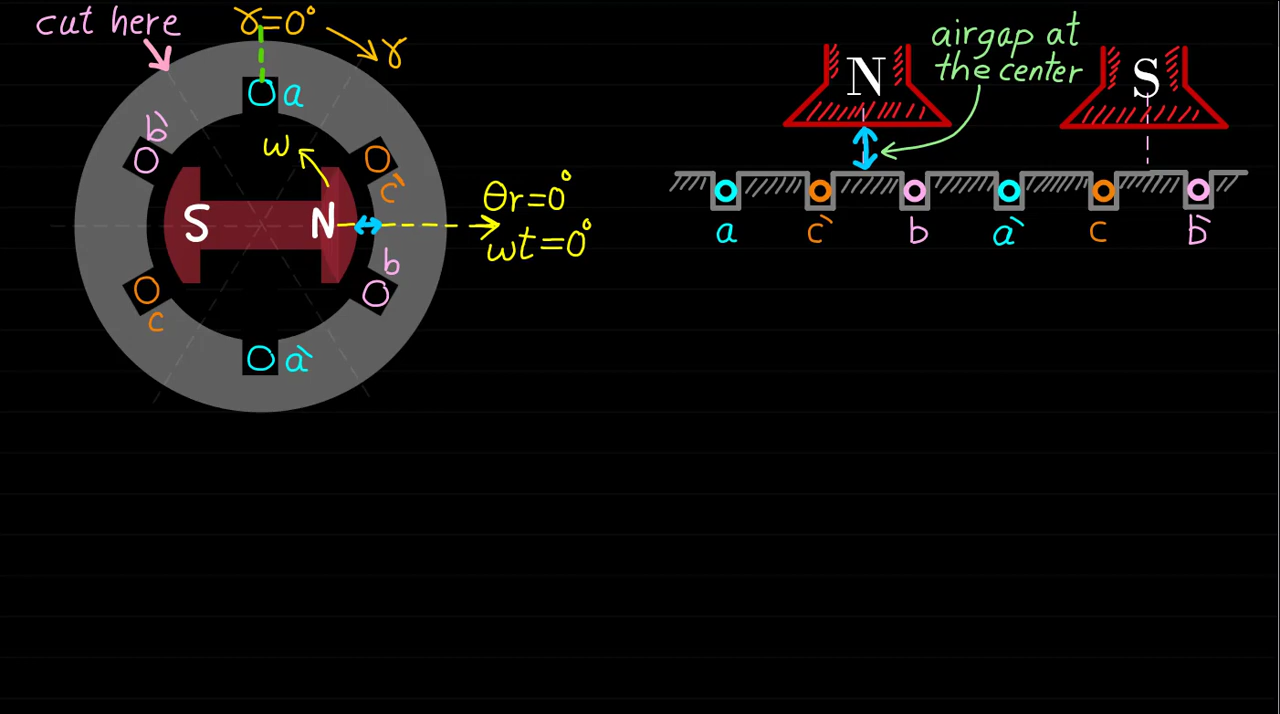 cut here
γ=0°
γ
a
b'
ω
c'
S
N
θr=0°
ωt=0°
b
c
a'
airgap at
the center
N
S
a
c'
b
a'
c
b'